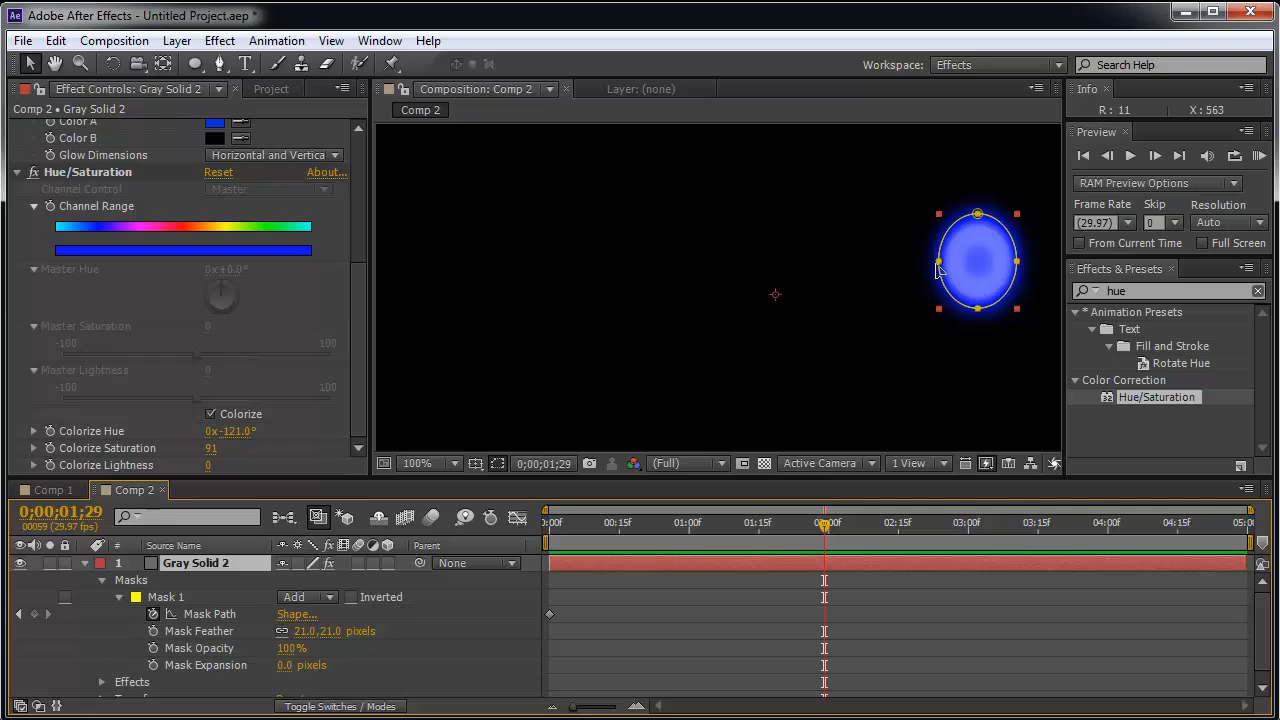 Adobe After Effects - Untitled Project.aep *
File Edit Composition Layer Effect Animation View Window Help
Workspace: Effects Search Help
Effect Controls: Gray Solid 2 Project
Composition: Comp 2 Layer: (none)
Info
Comp 2 • Gray Solid 2
Comp 2
R : 11 X: 563
Color A
Color B
Glow Dimensions Horizontal and Vertica
Hue/Saturation Reset About...
Channel Control Master
Channel Range
Master Hue 0x+0.0°
Master Saturation 0
-100 100
Master Lightness 0
-100 100
Colorize
Colorize Hue 0x-121.0°
Colorize Saturation 91
Colorize Lightness 0
Preview
RAM Preview Options
Frame Rate Skip Resolution
(29.97) 0 Auto
From Current Time Full Screen
Effects & Presets
hue
* Animation Presets
Text
Fill and Stroke
Rotate Hue
Color Correction
Hue/Saturation
32
100% 0;00;01;29 (Full) Active Camera 1 View
Comp 1 Comp 2
0;00;01;29
00059 (29.97 fps)
0:00f 00:15f 01:00f 01:15f 02:15f 03:00f 03:15f 04:00f 04:15f 05:0
# Source Name Parent
1 Gray Solid 2 None
Masks
Mask 1 Add Inverted
Mask Path Shape...
Mask Feather 21.0,21.0 pixels
Mask Opacity 100%
Mask Expansion 0.0 pixels
Effects
Toggle Switches / Modes